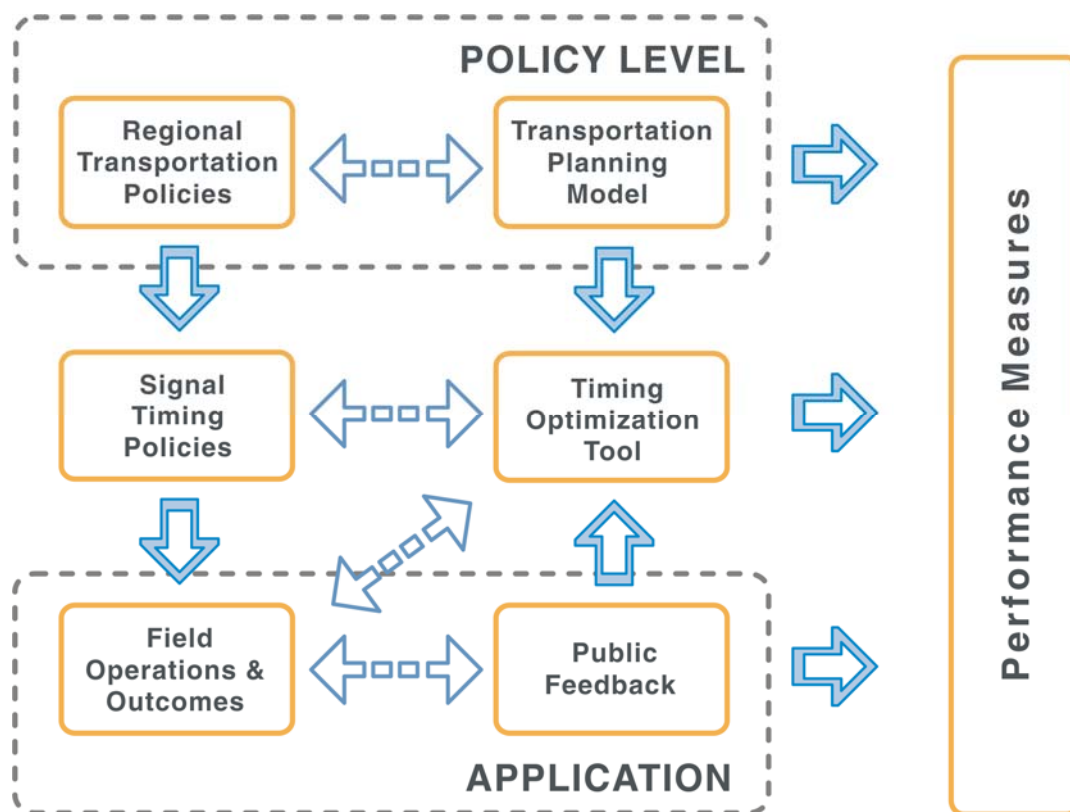 POLICY LEVEL
Regional
Transportation
Policies
Transportation
Planning
Model
Signal
Timing
Policies
Timing
Optimization
Tool
Field
Operations &
Outcomes
Public
Feedback
APPLICATION
Performance Measures